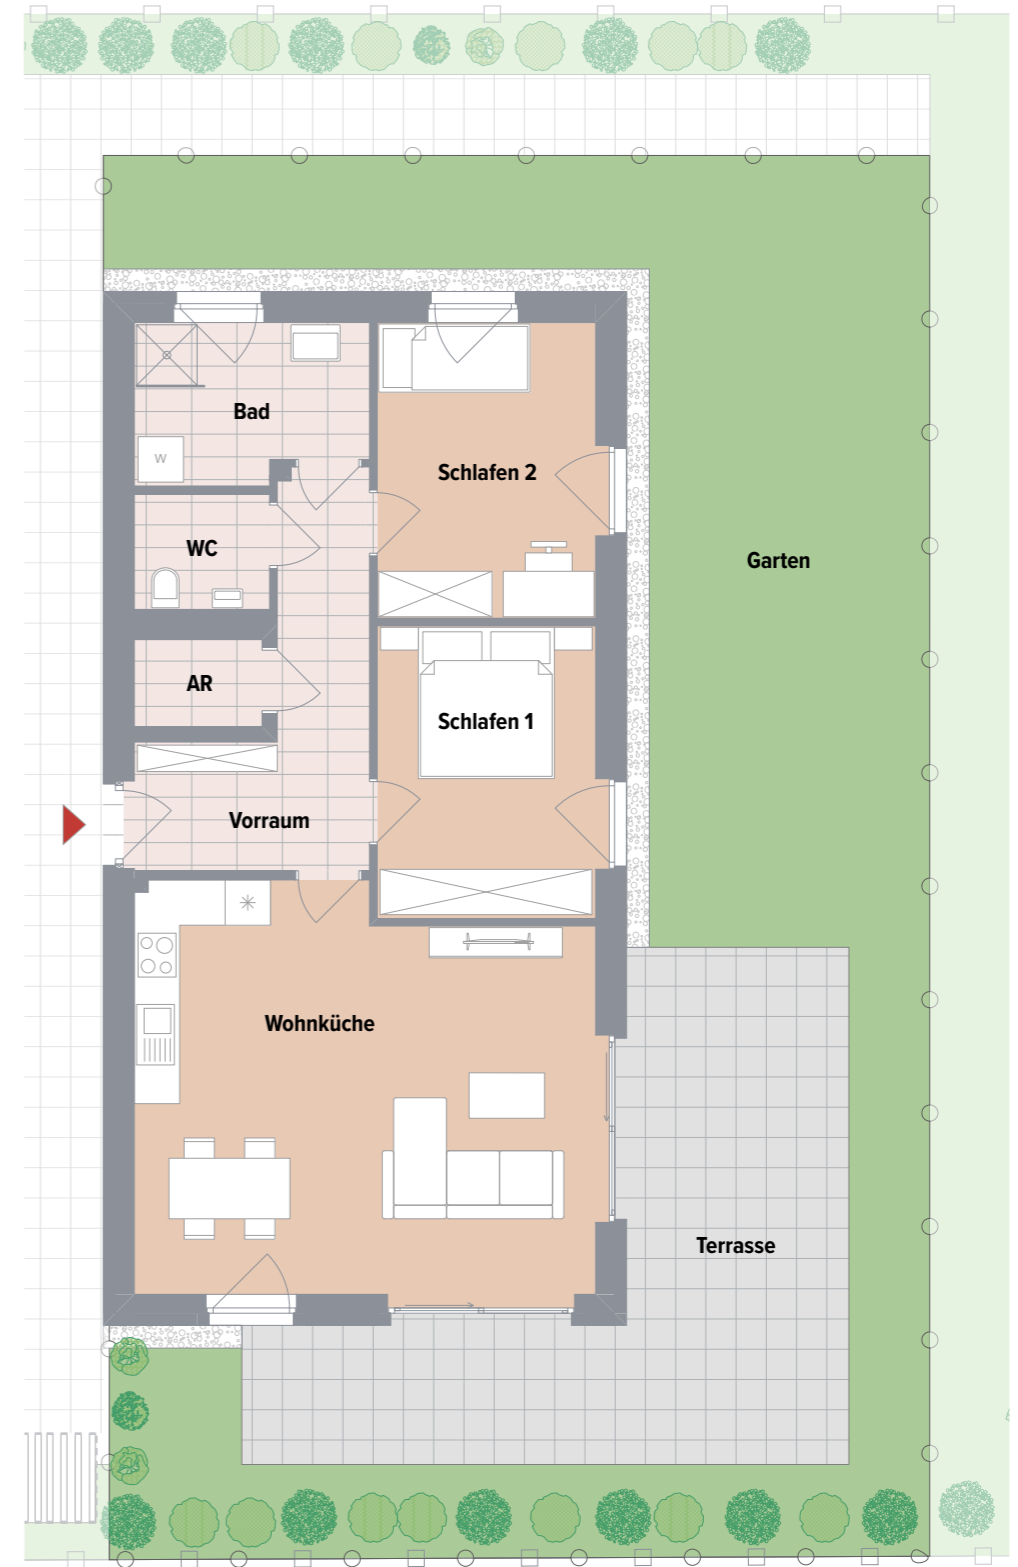 Bad
Schlafen 2
W
WC
Garten
AR
Schlafen 1
Vorraum
Wohnküche
Terrasse